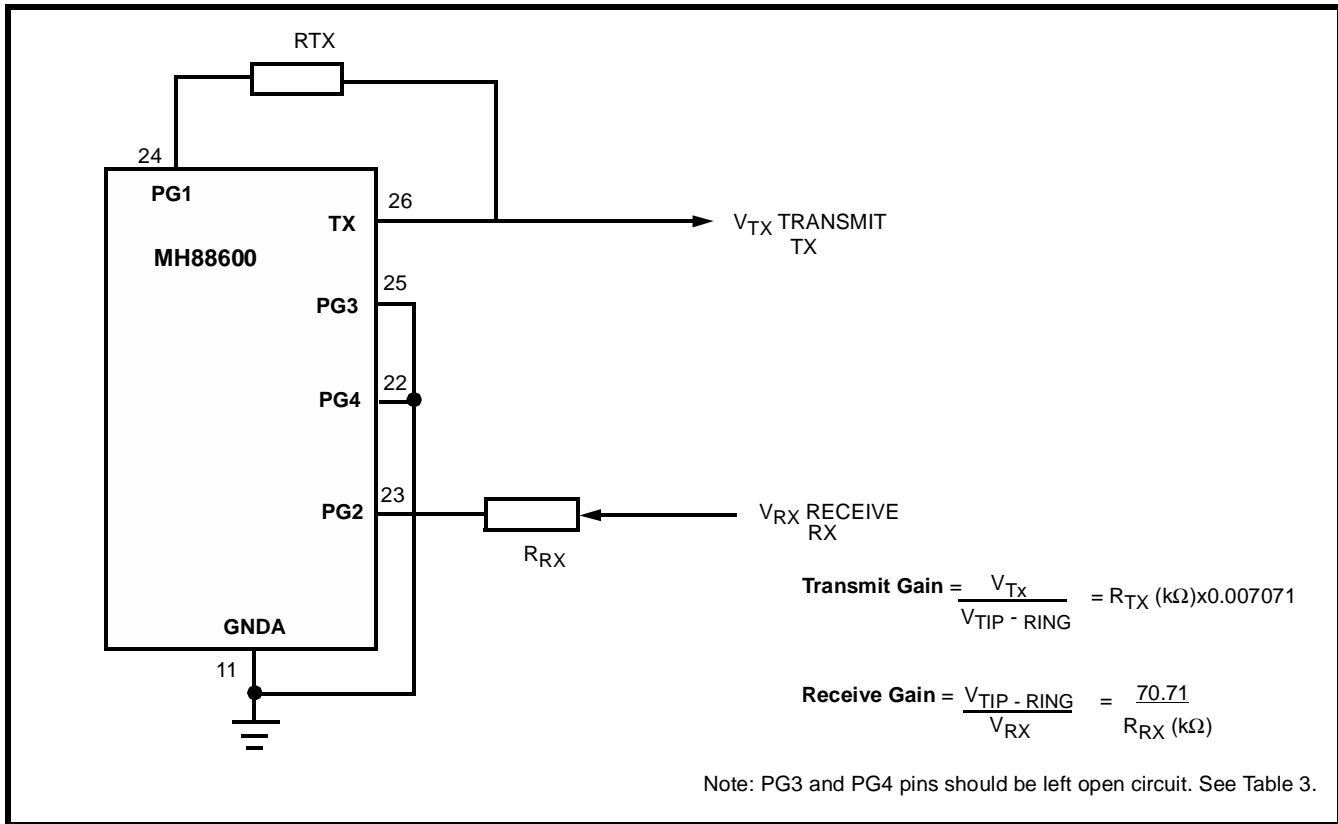 RTX
24
PG1
26
TX
V_TX TRANSMIT
TX
MH88600
25
PG3
22
PG4
23
PG2
V_RX RECEIVE
RX
R_RX
Transmit Gain = V_Tx / V_TIP - RING = R_TX (kΩ)x0.007071
GNDA
11
Receive Gain = V_TIP - RING / V_RX = 70.71 / R_RX (kΩ)
Note: PG3 and PG4 pins should be left open circuit. See Table 3.